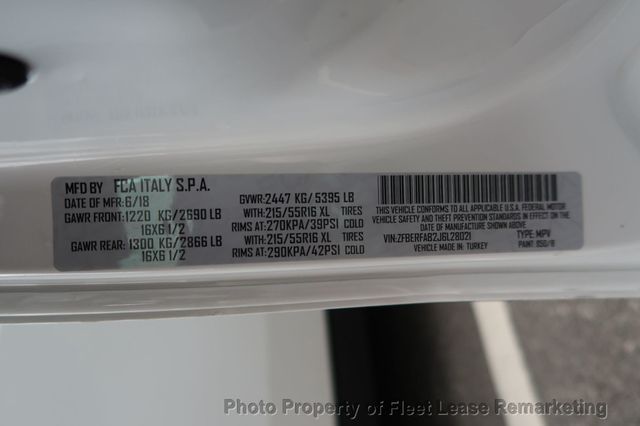 MFD BY FCA ITALY S.P.A.
DATE OF MFR:6/18
GAWR FRONT:1220 KG/2690 LB
16X6 1/2
GAWR REAR:1300 KG/2866 LB
16X6 1/2
GVWR:2447 KG/ 5395 LB
WITH:215/55R16 XL TIRES
RIMS AT:270KPA/39PSI COLD
WITH:215/55R16 XL TIRES
RIMS AT:290KPA/42PSI COLD
THIS VEHICLE CONFORMS TO ALL APPLICABLE U.S.A. FEDERAL MOTOR
VEHICLE SAFETY AND THEFT PREVENTION STANDARDS IN EFFECT ON THE
DATE OF MANUFACTURE SHOWN ABOVE.
VIN:ZFBERFAB2J6L28021 TYPE: MPV
VEHICLE MADE IN: TURKEY PAINT: 950/B
Photo Property of Fleet Lease Remarketing